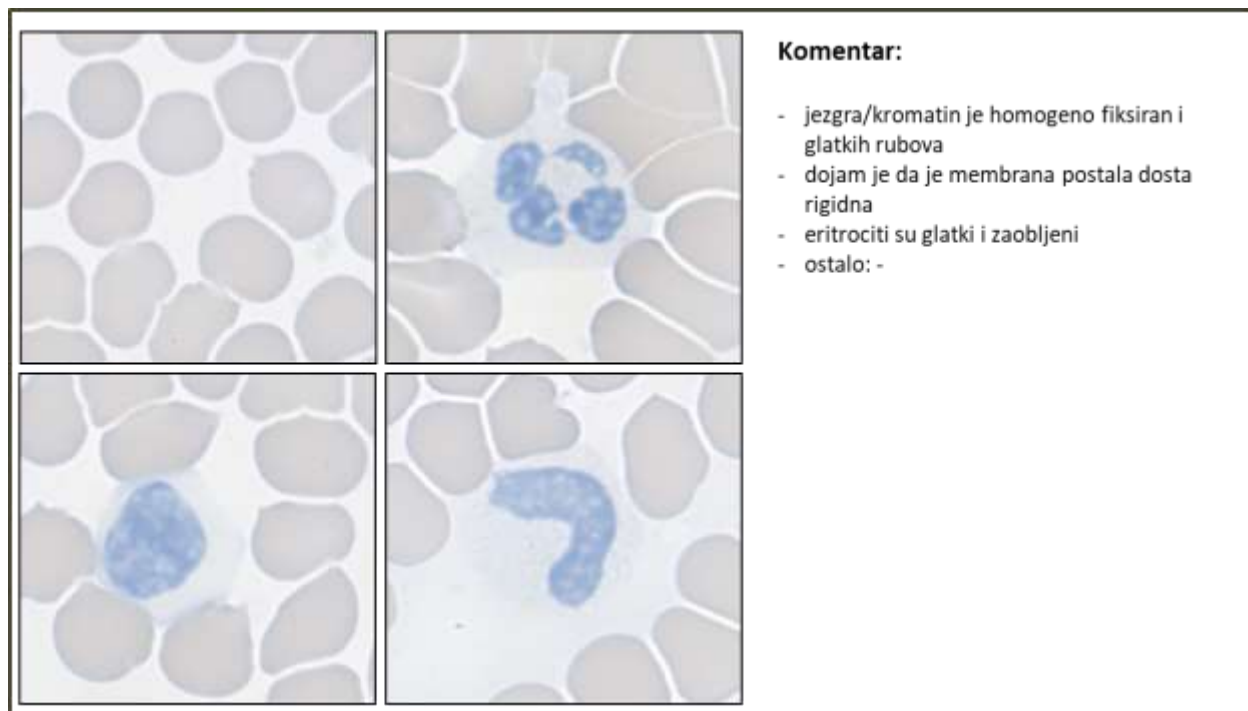 Komentar:
- jezgra/kromatin je homogeno fiksiran i
glatkih rubova
- dojam je da je membrana postala dosta
rigidna
- eritrociti su glatki i zaobljeni
- ostalo: -